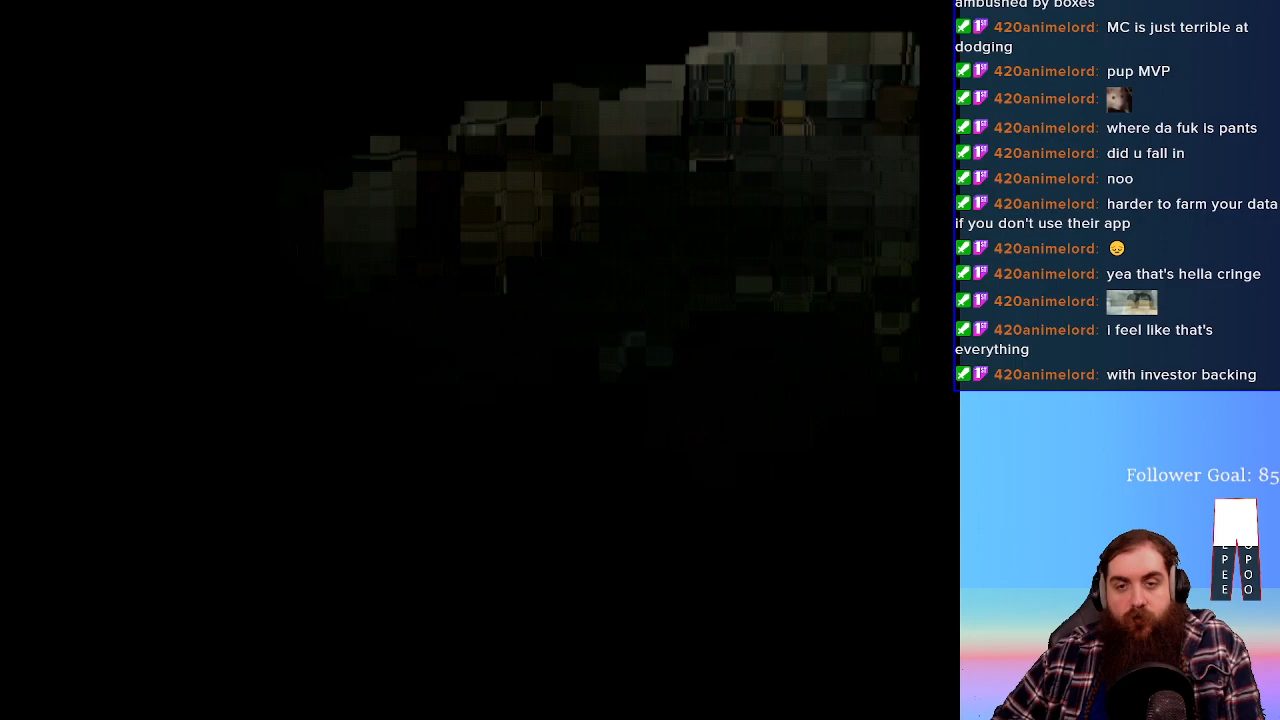 ambushed by boxes
420animelord: MC is just terrible at
dodging
420animelord: pup MVP
420animelord:
420animelord: where da fuk is pants
420animelord: did u fall in
420animelord: noo
420animelord: harder to farm your data
if you don't use their app
420animelord: 😞
420animelord: yea that's hella cringe
420animelord:
420animelord: i feel like that's
everything
420animelord: with investor backing
Follower Goal: 85
P P
E O
E O